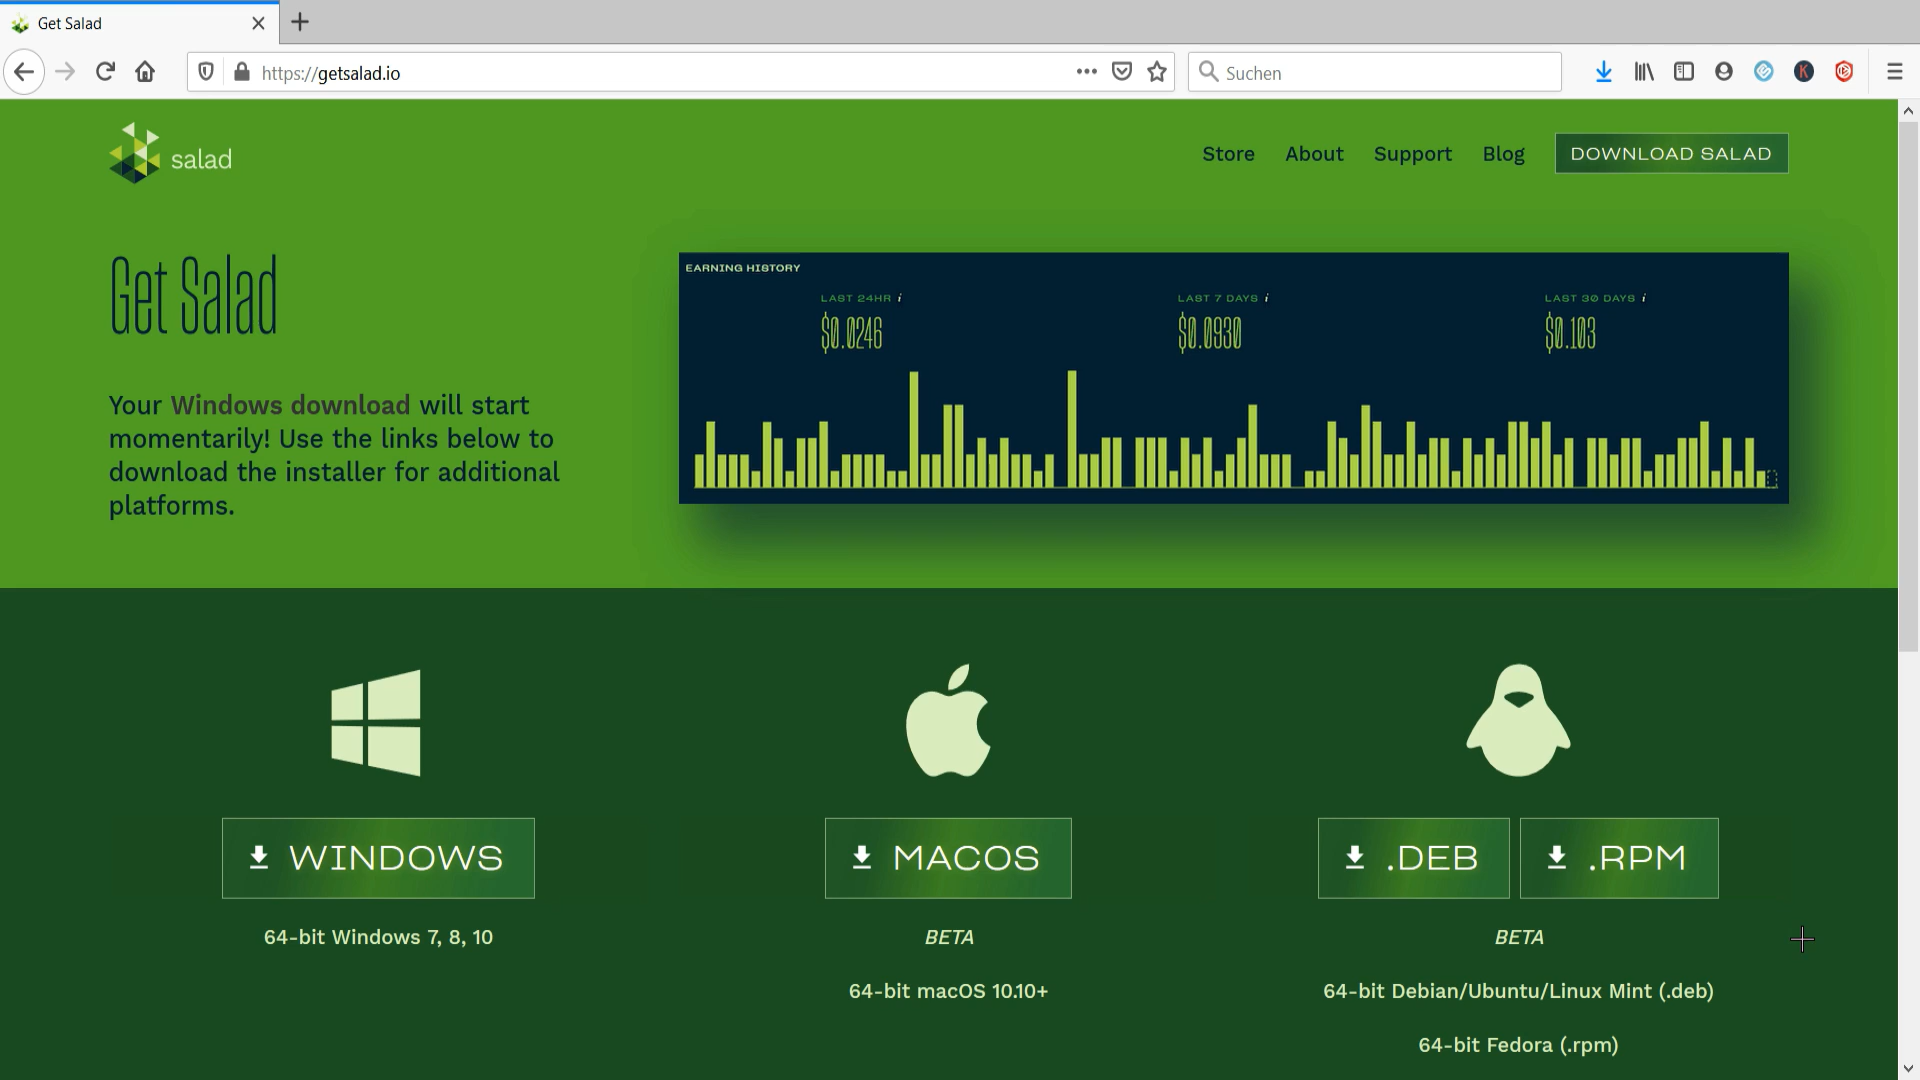 Get Salad
https://getsalad.io
Suchen
salad
Store About Support Blog DOWNLOAD SALAD
Get Salad
Your Windows download will start
momentarily! Use the links below to
download the installer for additional
platforms.
EARNING HISTORY
LAST 24HR i LAST 7 DAYS i LAST 30 DAYS i
$0.0246 $0.0930 $0.103
WINDOWS
64-bit Windows 7, 8, 10
MACOS
BETA
64-bit macOS 10.10+
.DEB .RPM
BETA
64-bit Debian/Ubuntu/Linux Mint (.deb)
64-bit Fedora (.rpm)